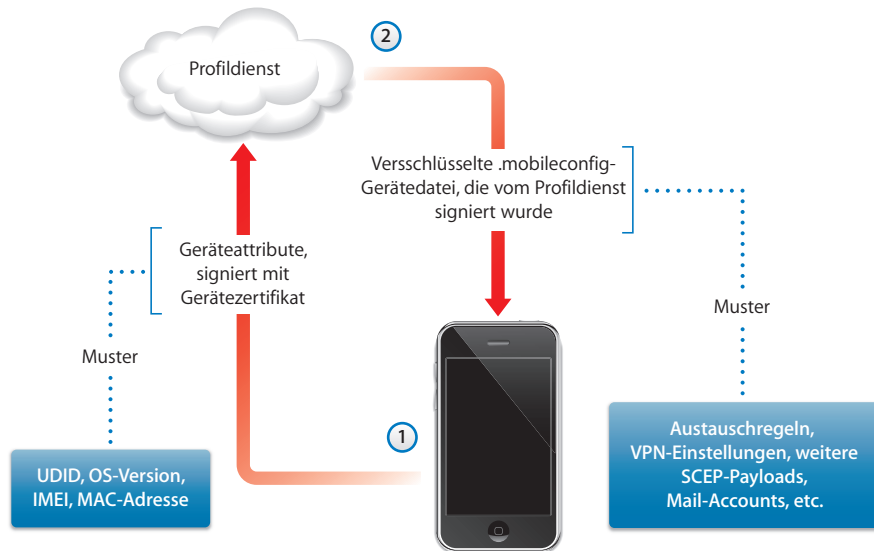 2
Profildienst
Versschlüsselte .mobileconfig-
Gerätedatei, die vom Profildienst
signiert wurde
Geräteattribute,
signiert mit
Gerätezertifikat
Muster
Muster
1
UDID, OS-Version,
IMEI, MAC-Adresse
Austauschregeln,
VPN-Einstellungen, weitere
SCEP-Payloads,
Mail-Accounts, etc.